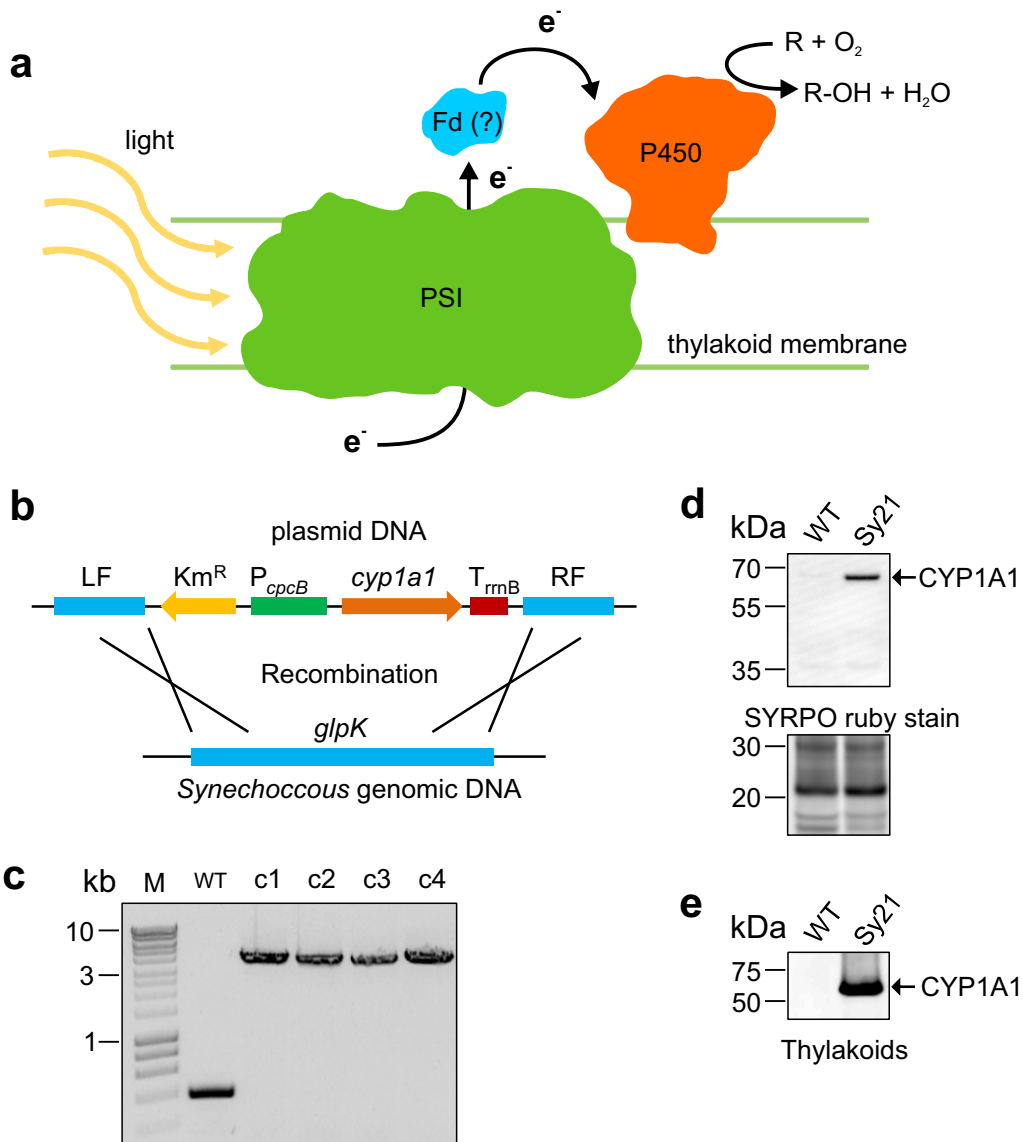 a
e-
R + O2
R-OH + H2O
Fd (?)
P450
light
e-
PSI
thylakoid membrane
e-
b
plasmid DNA
LF
KmR
PcpcB
cyp1a1
TrrnB
RF
Recombination
glpK
Synechoccous genomic DNA
c
kb
M
WT
c1
c2
c3
c4
10
3
1
d
kDa
WT
Sy21
70
55
35
CYP1A1
SYRPO ruby stain
30
20
e
kDa
WT
Sy21
75
50
CYP1A1
Thylakoids